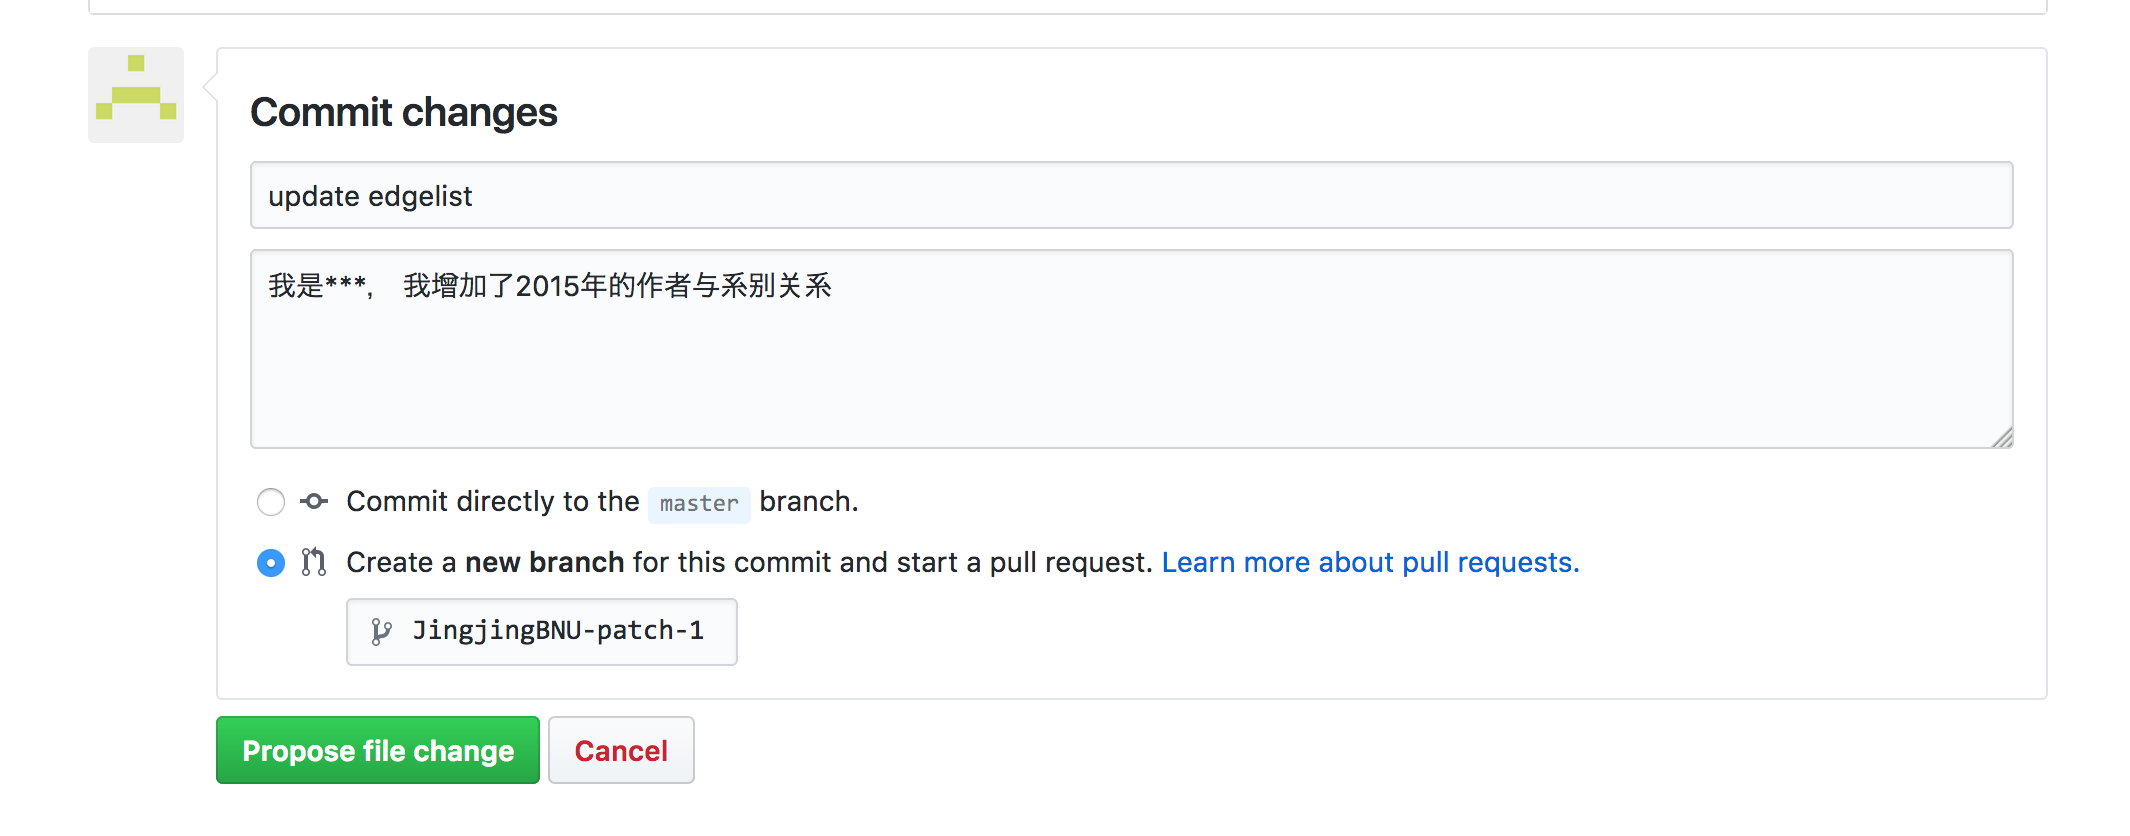 Commit changes
update edgelist
我是***， 我增加了2015年的作者与系别关系
Commit directly to the master branch.
Create a new branch for this commit and start a pull request. Learn more about pull requests.
JingjingBNU-patch-1
Propose file change Cancel